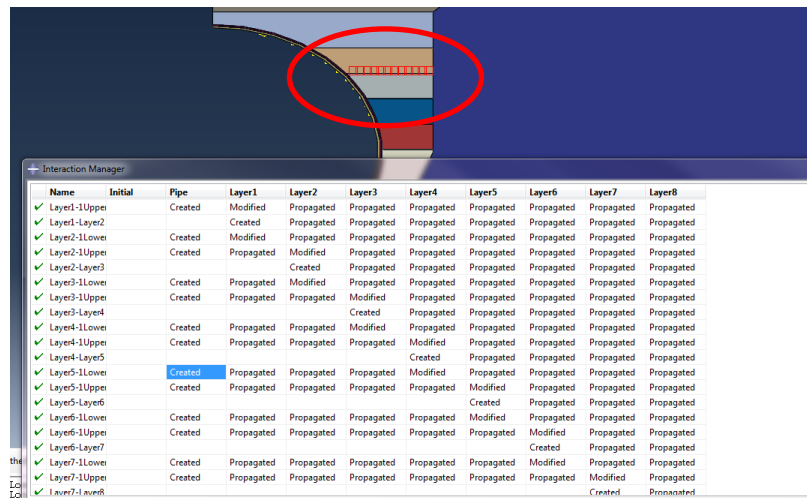 Interaction Manager
Name Initial Pipe Layer1 Layer2 Layer3 Layer4 Layer5 Layer6 Layer7 Layer8
Layer1-1Upper Created Modified Propagated Propagated Propagated Propagated Propagated Propagated Propagated
Layer1-Layer2 Created Propagated Propagated Propagated Propagated Propagated Propagated Propagated
Layer2-1Lower Created Modified Propagated Propagated Propagated Propagated Propagated Propagated Propagated
Layer2-1Upper Created Propagated Modified Propagated Propagated Propagated Propagated Propagated Propagated
Layer2-Layer3 Created Propagated Propagated Propagated Propagated Propagated Propagated
Layer3-1Lower Created Propagated Modified Propagated Propagated Propagated Propagated Propagated Propagated
Layer3-1Upper Created Propagated Propagated Modified Propagated Propagated Propagated Propagated Propagated
Layer3-Layer4 Created Propagated Propagated Propagated Propagated Propagated
Layer4-1Lower Created Propagated Propagated Modified Propagated Propagated Propagated Propagated Propagated
Layer4-1Upper Created Propagated Propagated Propagated Modified Propagated Propagated Propagated Propagated
Layer4-Layer5 Created Propagated Propagated Propagated Propagated
Layer5-1Lower Created Propagated Propagated Propagated Modified Propagated Propagated Propagated Propagated
Layer5-1Upper Created Propagated Propagated Propagated Propagated Modified Propagated Propagated Propagated
Layer5-Layer6 Created Propagated Propagated Propagated
Layer6-1Lower Created Propagated Propagated Propagated Propagated Modified Propagated Propagated Propagated
Layer6-1Upper Created Propagated Propagated Propagated Propagated Propagated Modified Propagated Propagated
Layer6-Layer7 Created Propagated Propagated
the Layer7-1Lower Created Propagated Propagated Propagated Propagated Propagated Modified Propagated Propagated
Layer7-1Upper Created Propagated Propagated Propagated Propagated Propagated Propagated Modified Propagated
Lo
Layer7-Layer8 Created Propagated
Lo